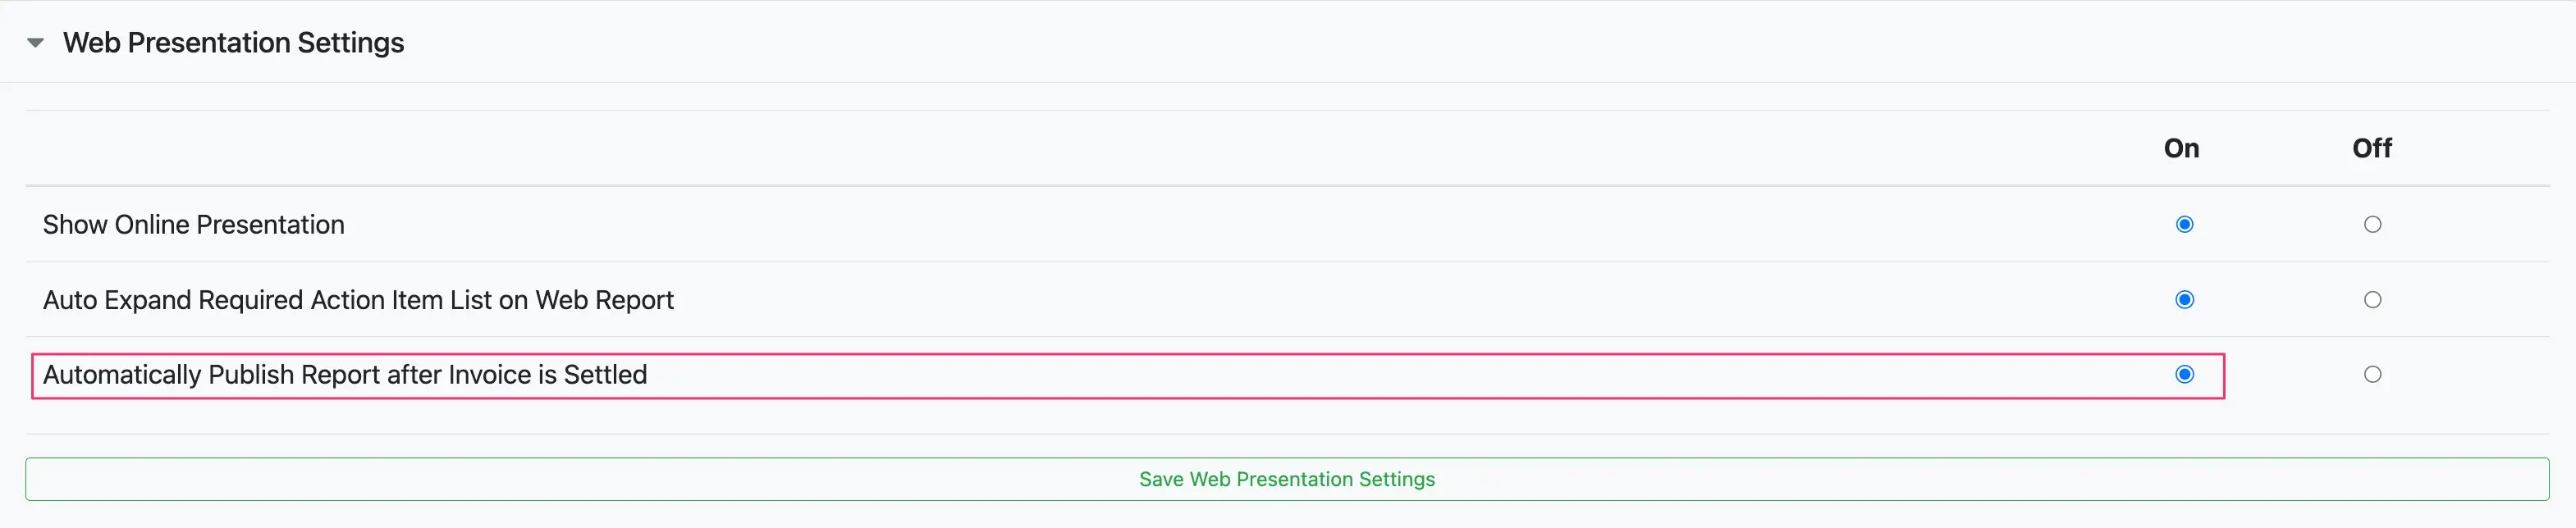 Web Presentation Settings
On Off
Show Online Presentation
Auto Expand Required Action Item List on Web Report
Automatically Publish Report after Invoice is Settled
Save Web Presentation Settings